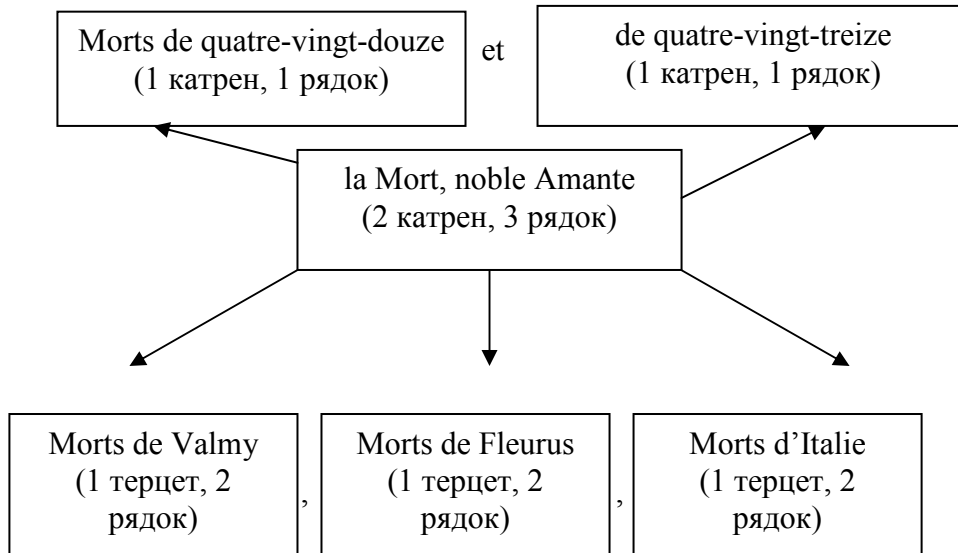 Morts de quatre-vingt-douze
(1 катрен, 1 рядок)
et
de quatre-vingt-treize
(1 катрен, 1 рядок)
la Mort, noble Amante
(2 катрен, 3 рядок)
Morts de Valmy
(1 терцет, 2
рядок)
,
Morts de Fleurus
(1 терцет, 2
рядок)
,
Morts d’Italie
(1 терцет, 2
рядок)